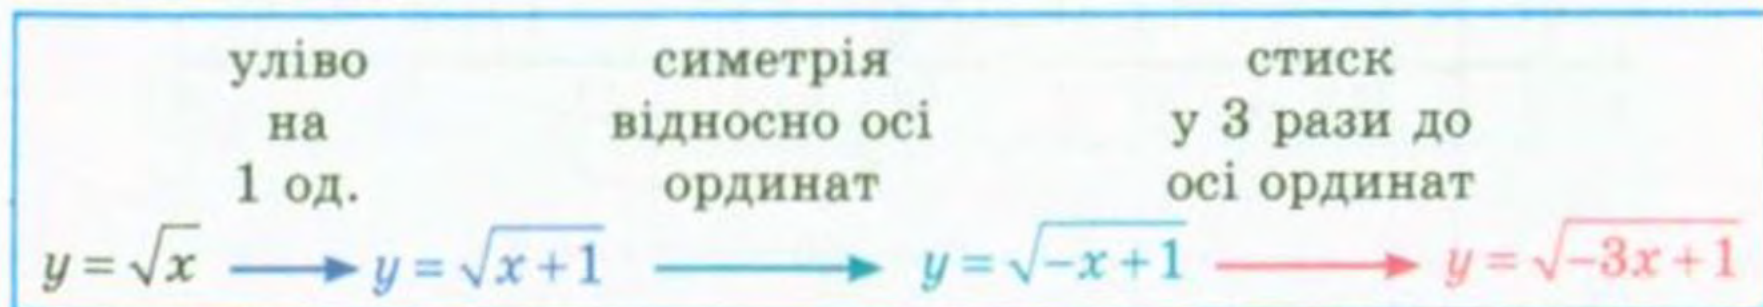 уліво симетрія стиск
на відносно осі у 3 рази до
1 од. ординат осі ординат
y = √x → y = √x+1 → y = √−x+1 → y = √−3x+1